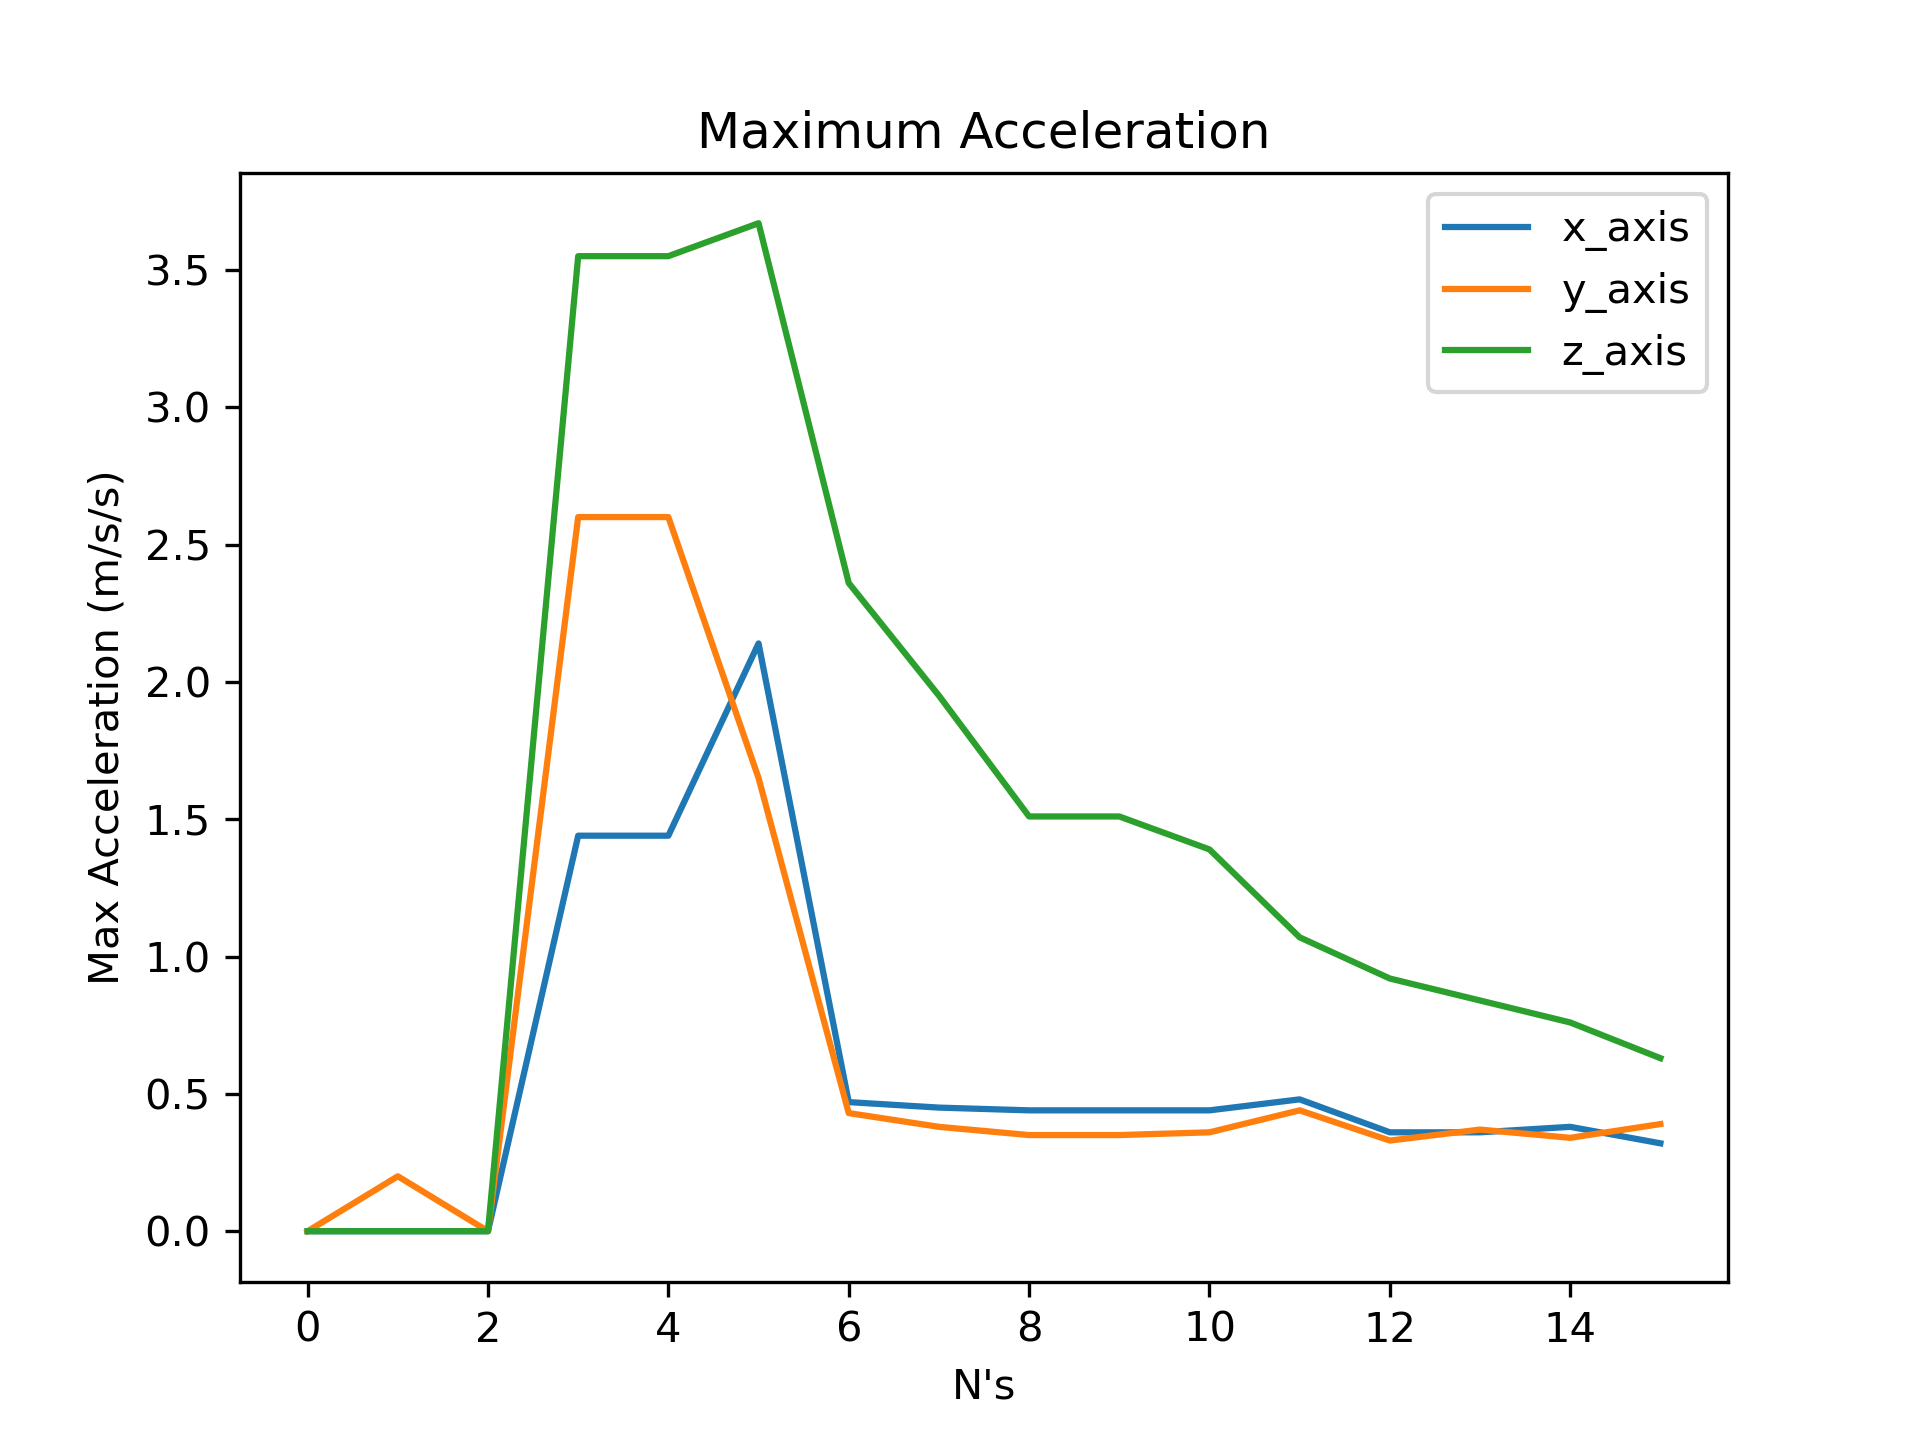 Maximum Acceleration
x_axis
y_axis
z_axis
Max Acceleration (m/s/s)
3.5
3.0
2.5
2.0
1.5
1.0
0.5
0.0
0 2 4 6 8 10 12 14
N's